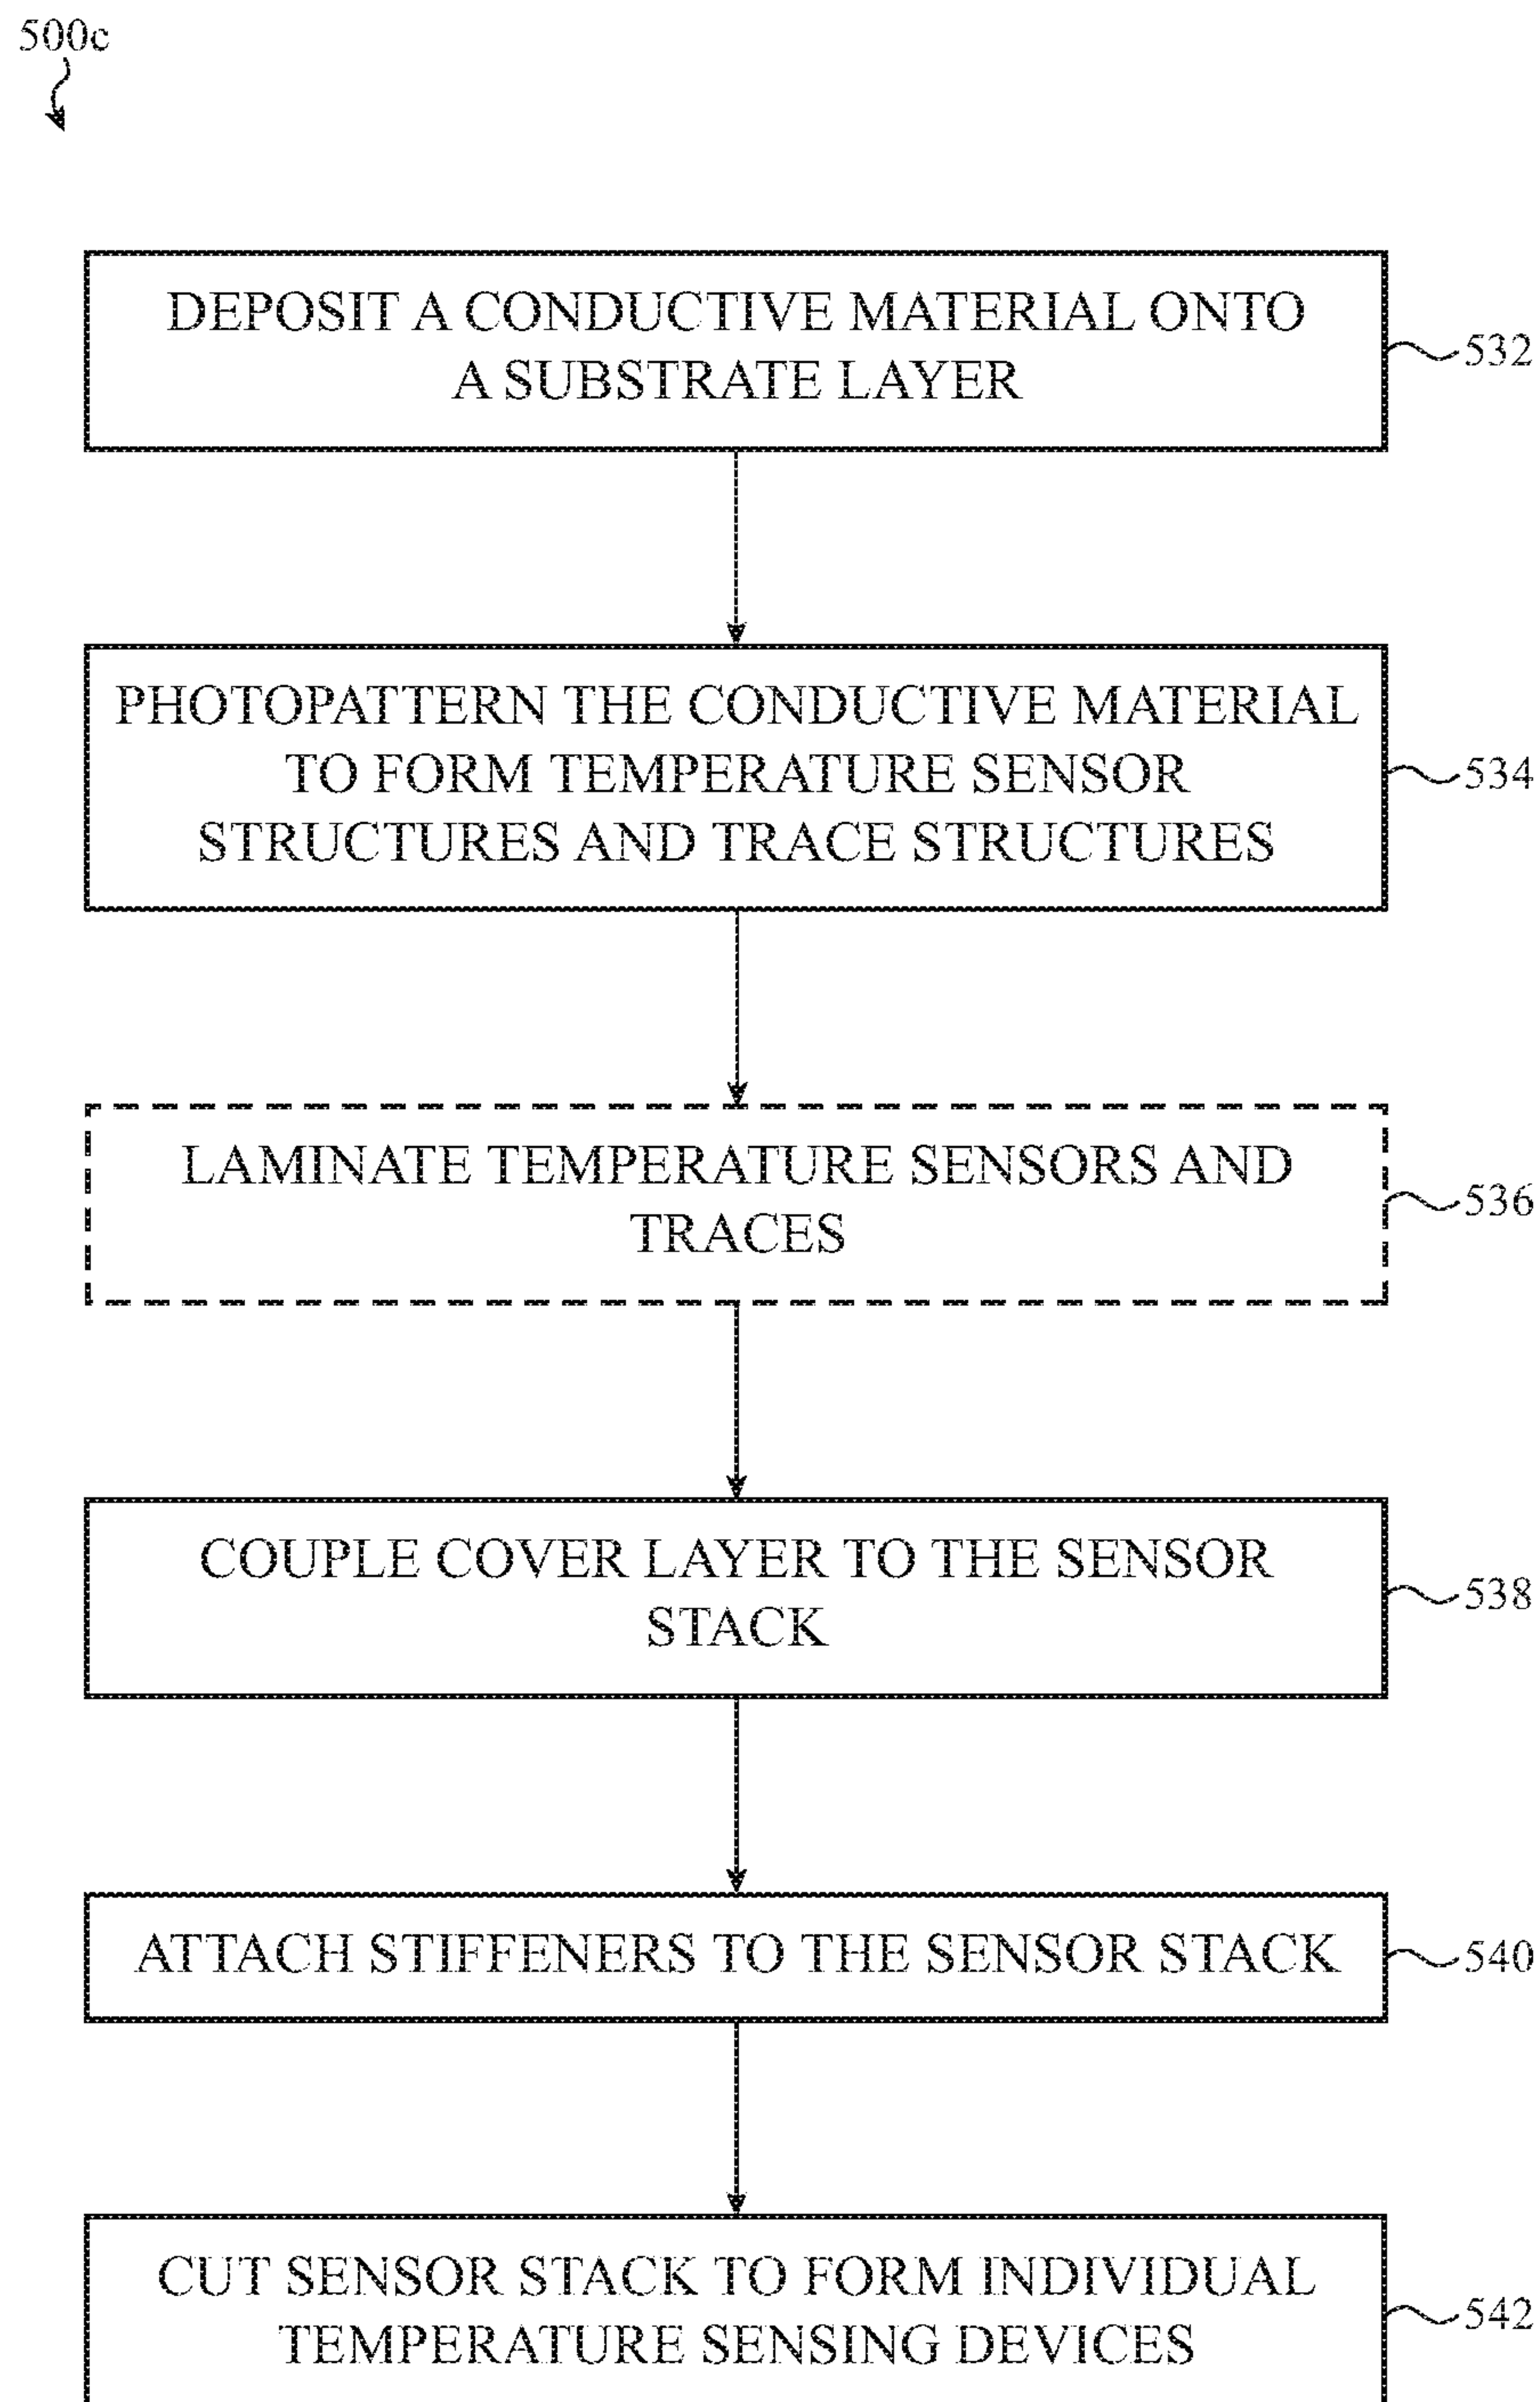 500c
DEPOSIT A CONDUCTIVE MATERIAL ONTO
A SUBSTRATE LAYER
532
PHOTOPATTERN THE CONDUCTIVE MATERIAL
TO FORM TEMPERATURE SENSOR
STRUCTURES AND TRACE STRUCTURES
534
LAMINATE TEMPERATURE SENSORS AND
TRACES
536
COUPLE COVER LAYER TO THE SENSOR
STACK
538
ATTACH STIFFENERS TO THE SENSOR STACK
540
CUT SENSOR STACK TO FORM INDIVIDUAL
TEMPERATURE SENSING DEVICES
542